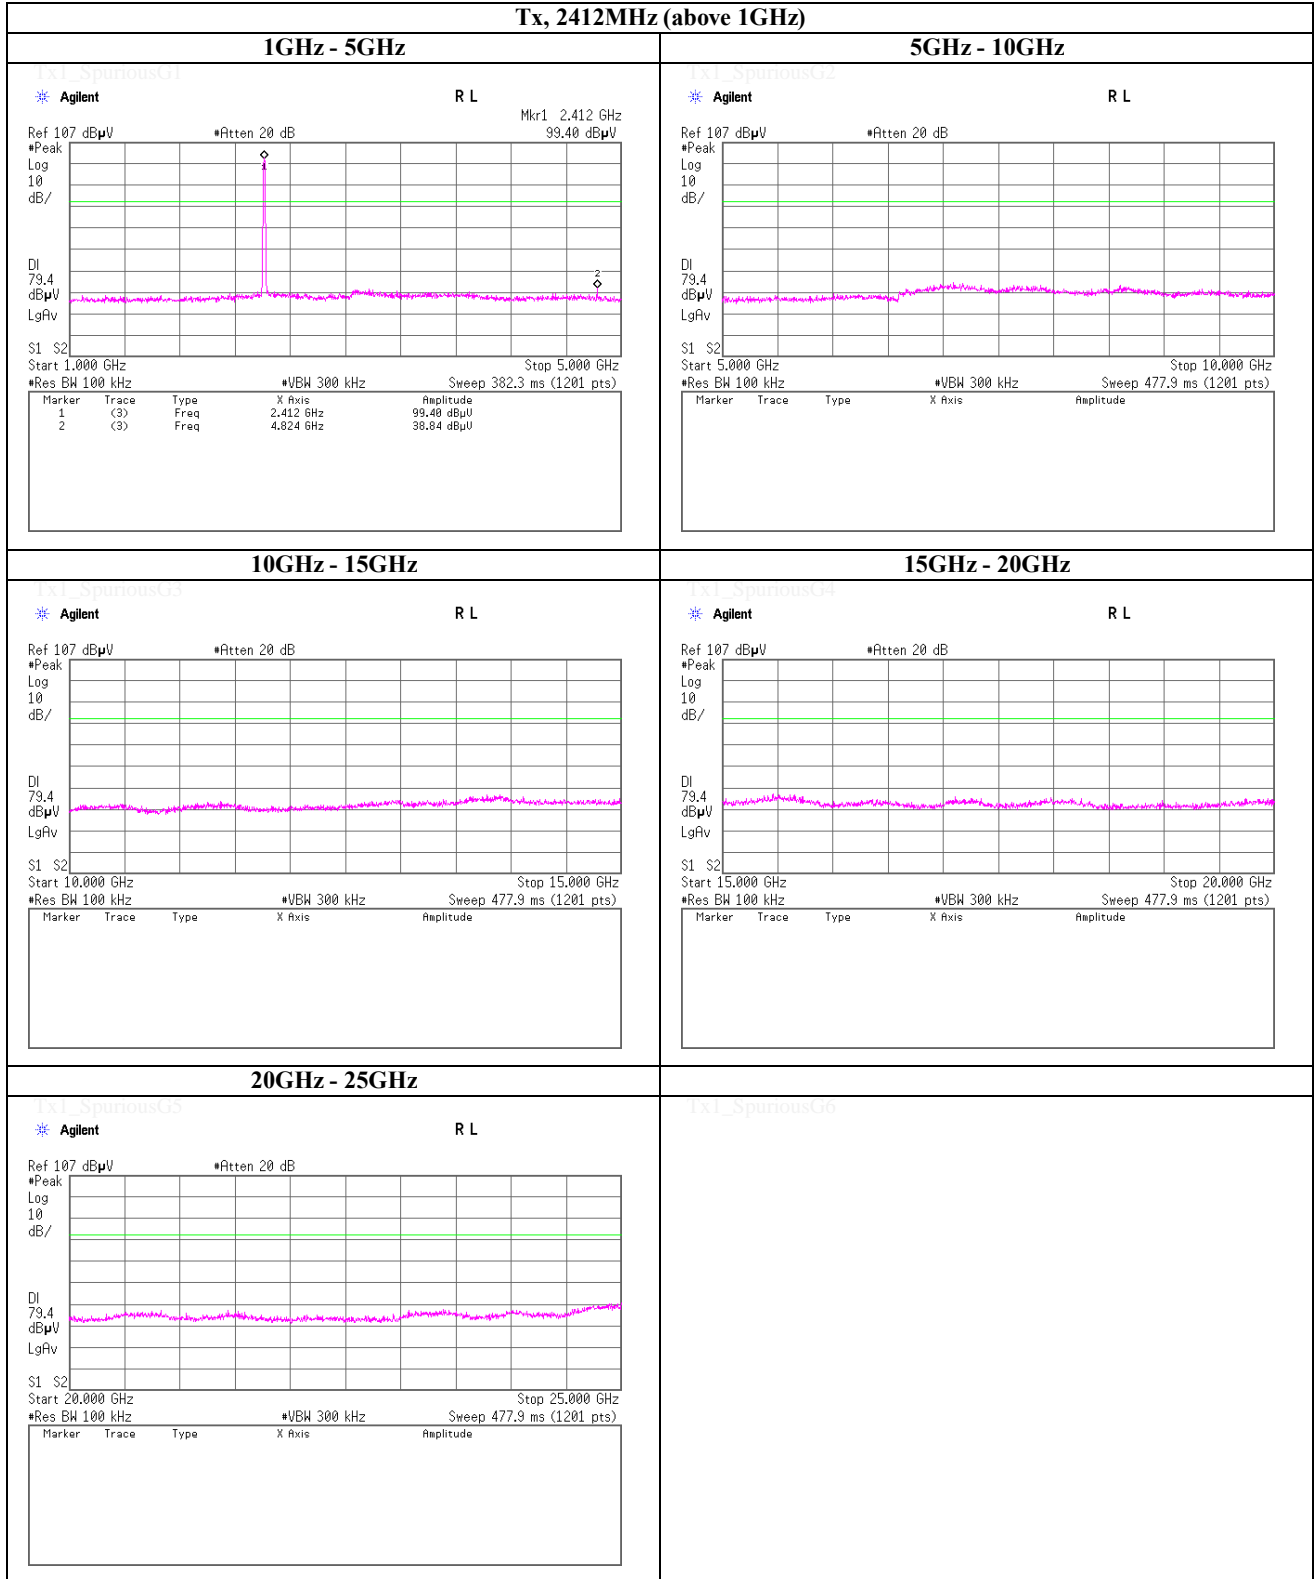 Tx, 2412MHz (above 1GHz)
1GHz - 5GHz
Tx1_SpuriousG1
Agilent
R L
Mkr1 2.412 GHz
Ref 107 dBµV
#Atten 20 dB
99.40 dBµV
#Peak
Log
10
dB/
1
2
DI
79.4
dBµV
LgAv
S1 S2
Start 1.000 GHz
Stop 5.000 GHz
#Res BW 100 kHz
#VBW 300 kHz
Sweep 382.3 ms (1201 pts)
Marker Trace Type X Axis Amplitude
1 (3) Freq 2.412 GHz 99.40 dBµV
2 (3) Freq 4.824 GHz 38.84 dBµV
5GHz - 10GHz
Tx1_SpuriousG2
Agilent
R L
Ref 107 dBµV
#Atten 20 dB
#Peak
Log
10
dB/
DI
79.4
dBµV
LgAv
S1 S2
Start 5.000 GHz
Stop 10.000 GHz
#Res BW 100 kHz
#VBW 300 kHz
Sweep 477.9 ms (1201 pts)
Marker Trace Type X Axis Amplitude
10GHz - 15GHz
Tx1_SpuriousG3
Agilent
R L
Ref 107 dBµV
#Atten 20 dB
#Peak
Log
10
dB/
DI
79.4
dBµV
LgAv
S1 S2
Start 10.000 GHz
Stop 15.000 GHz
#Res BW 100 kHz
#VBW 300 kHz
Sweep 477.9 ms (1201 pts)
Marker Trace Type X Axis Amplitude
15GHz - 20GHz
Tx1_SpuriousG4
Agilent
R L
Ref 107 dBµV
#Atten 20 dB
#Peak
Log
10
dB/
DI
79.4
dBµV
LgAv
S1 S2
Start 15.000 GHz
Stop 20.000 GHz
#Res BW 100 kHz
#VBW 300 kHz
Sweep 477.9 ms (1201 pts)
Marker Trace Type X Axis Amplitude
20GHz - 25GHz
Tx1_SpuriousG5
Agilent
R L
Ref 107 dBµV
#Atten 20 dB
#Peak
Log
10
dB/
DI
79.4
dBµV
LgAv
S1 S2
Start 20.000 GHz
Stop 25.000 GHz
#Res BW 100 kHz
#VBW 300 kHz
Sweep 477.9 ms (1201 pts)
Marker Trace Type X Axis Amplitude
Tx1_SpuriousG6